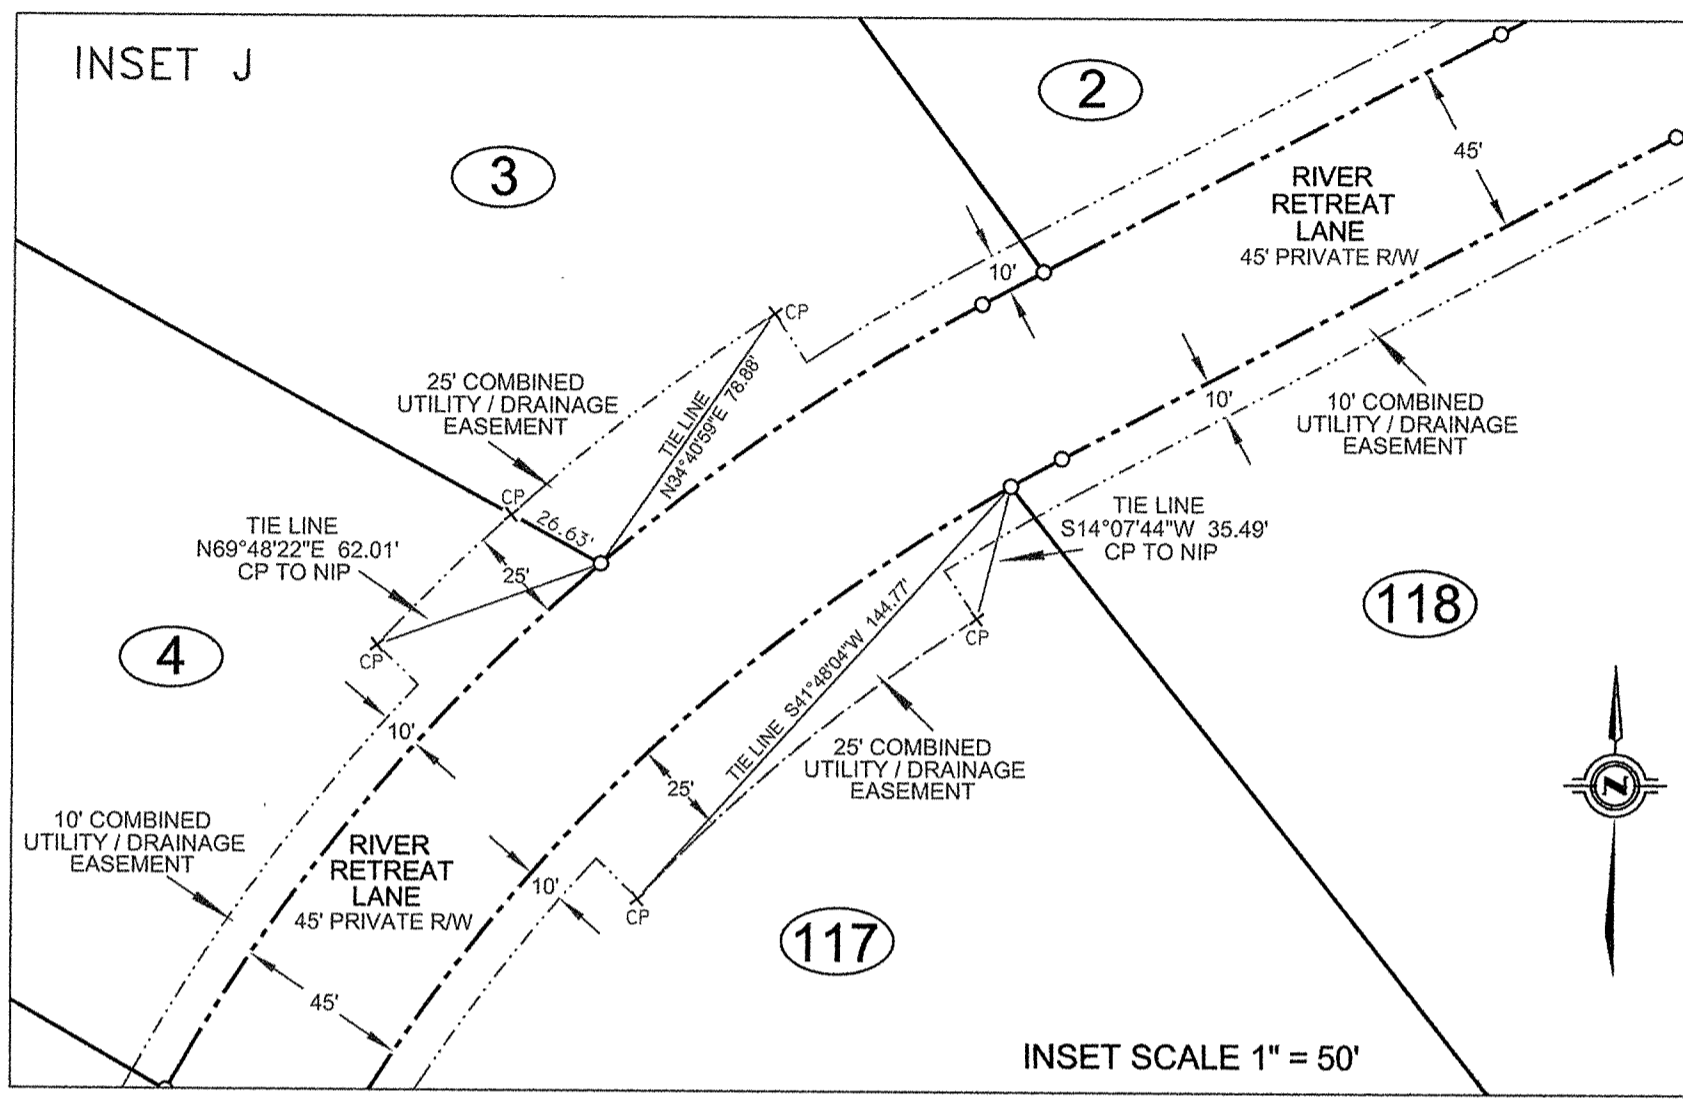 INSET J
2
3
45'
RIVER
RETREAT
LANE
45' PRIVATE R/W
10'
CP
25' COMBINED
UTILITY / DRAINAGE
EASEMENT
TIE LINE
N34°40'59"E 78.88'
10'
10' COMBINED
UTILITY / DRAINAGE
EASEMENT
CP
26.63'
TIE LINE
N69°48'22"E 62.01'
CP TO NIP
25'
TIE LINE
S14°07'44"W 35.49'
CP TO NIP
118
4
CP
CP
TIE LINE S41°48'04"W 144.77'
10'
25' COMBINED
UTILITY / DRAINAGE
EASEMENT
25'
10' COMBINED
UTILITY / DRAINAGE
EASEMENT
RIVER
RETREAT
LANE
45' PRIVATE R/W
10'
CP
117
N
45'
INSET SCALE 1" = 50'